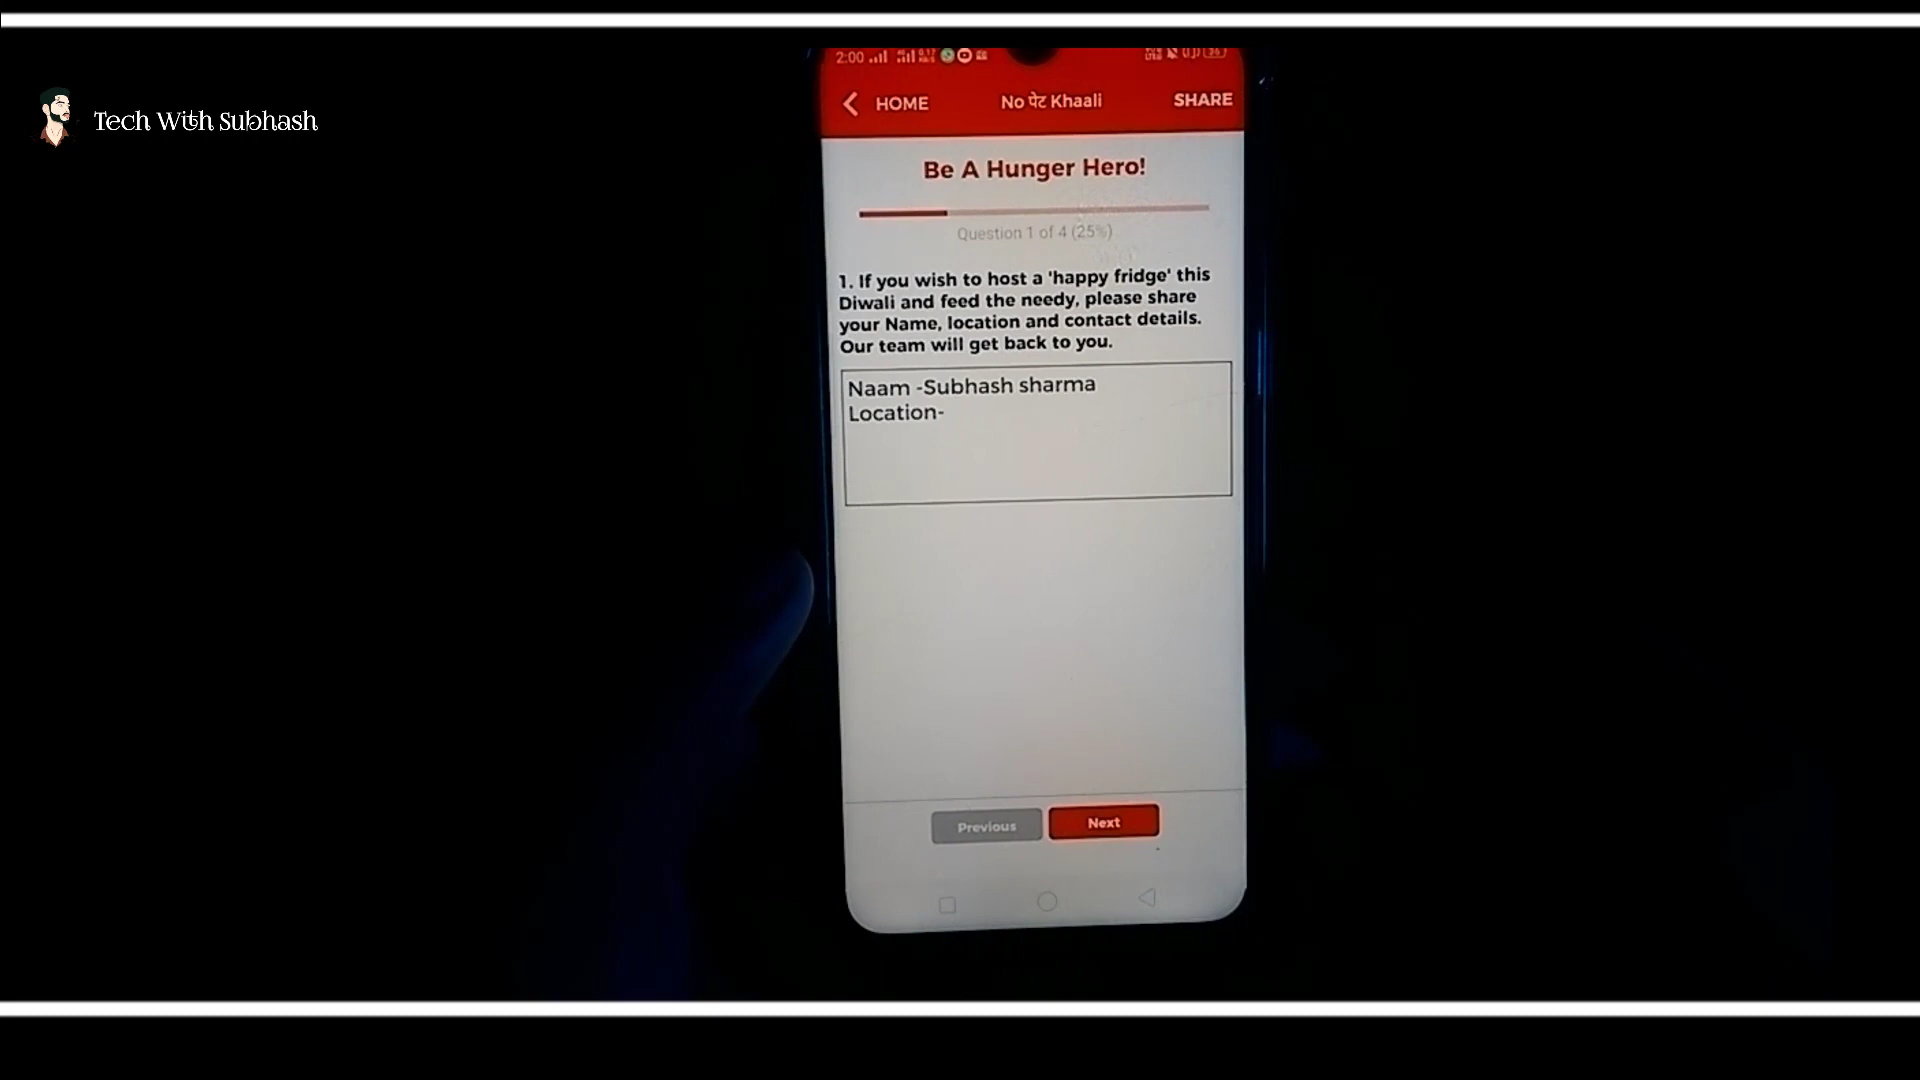 Tech With Subhash
2:00
HOME
No पेट Khaali
SHARE
Be A Hunger Hero!
Question 1 of 4 (25%)
1. If you wish to host a 'happy fridge' this
Diwali and feed the needy, please share
your Name, location and contact details.
Our team will get back to you.
Naam -Subhash sharma
Location-
Previous
Next